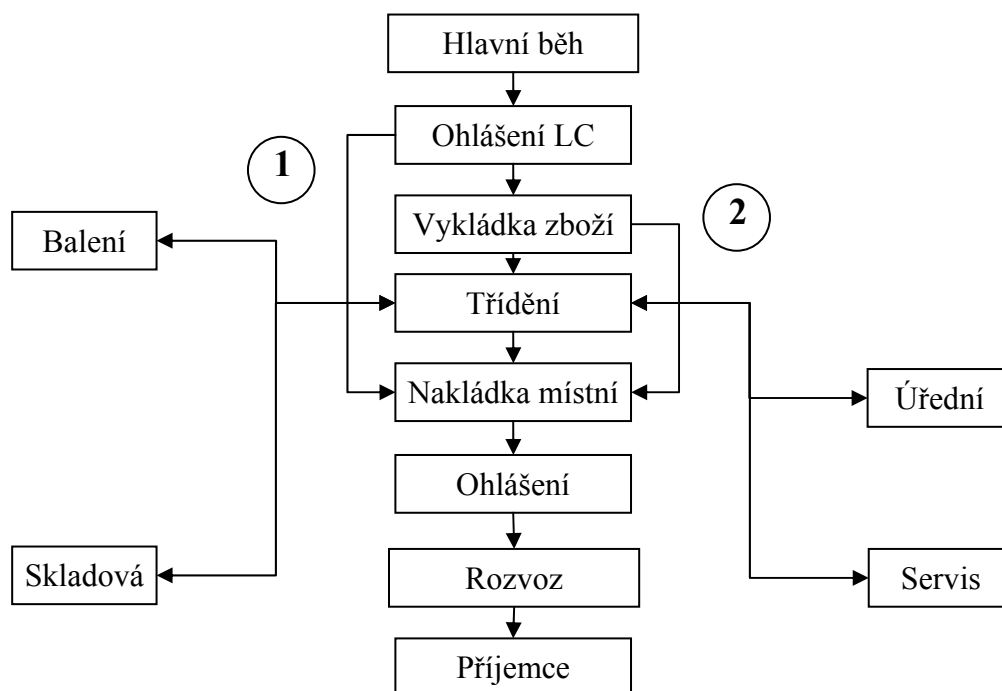 Hlavní běh
Ohlášení LC
1
Vykládka zboží
2
Balení
Třídění
Nakládka místní
Úřední
Ohlášení
Skladová
Rozvoz
Servis
Příjemce